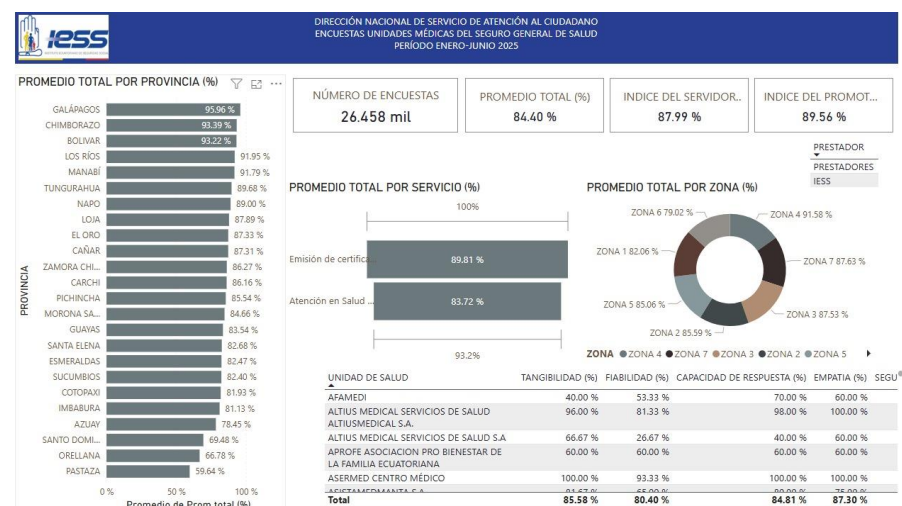 DIRECCIÓN NACIONAL DE SERVICIO DE ATENCIÓN AL CIUDADANO
ENCUESTAS UNIDADES MÉDICAS DEL SEGURO GENERAL DE SALUD
PERÍODO ENERO-JUNIO 2025
IESS
PROMEDIO TOTAL POR PROVINCIA (%)
GALÁPAGOS 95.96 %
CHIMBORAZO 93.39 %
BOLIVAR 93.22 %
LOS RÍOS 91.95 %
MANABÍ 91.79 %
TUNGURAHUA 89.68 %
NAPO 89.00 %
LOJA 87.89 %
EL ORO 87.33 %
CAÑAR 87.31 %
ZAMORA CHI... 86.27 %
CARCHI 86.16 %
PICHINCHA 85.54 %
MORONA SA... 84.66 %
GUAYAS 83.54 %
SANTA ELENA 82.68 %
ESMERALDAS 82.47 %
SUCUMBIOS 82.40 %
COTOPAXI 81.93 %
IMBABURA 81.13 %
AZUAY 78.45 %
SANTO DOMI... 69.48 %
ORELLANA 66.78 %
PASTAZA 59.64 %
PROVINCIA
0 % 50 % 100 %
Promedio de Prom total (%)
NÚMERO DE ENCUESTAS
26.458 mil
PROMEDIO TOTAL (%)
84.40 %
INDICE DEL SERVIDOR..
87.99 %
INDICE DEL PROMOT...
89.56 %
PRESTADOR
PRESTADORES
IESS
PROMEDIO TOTAL POR SERVICIO (%)
100%
Emisión de certifica... 89.81 %
Atención en Salud ... 83.72 %
93.2%
PROMEDIO TOTAL POR ZONA (%)
ZONA 6 79.02 %
ZONA 4 91.58 %
ZONA 1 82.06 %
ZONA 7 87.63 %
ZONA 5 85.06 %
ZONA 3 87.53 %
ZONA 2 85.59 %
ZONA ZONA 4 ZONA 7 ZONA 3 ZONA 2 ZONA 5
UNIDAD DE SALUD TANGIBILIDAD (%) FIABILIDAD (%) CAPACIDAD DE RESPUESTA (%) EMPATIA (%) SEGU
AFAMEDI 40.00 % 53.33 % 70.00 % 60.00 %
ALTIUS MEDICAL SERVICIOS DE SALUD 96.00 % 81.33 % 98.00 % 100.00 %
ALTIUSMEDICAL S.A.
ALTIUS MEDICAL SERVICIOS DE SALUD S.A 66.67 % 26.67 % 40.00 % 60.00 %
APROFE ASOCIACION PRO BIENESTAR DE 60.00 % 60.00 % 60.00 % 60.00 %
LA FAMILIA ECUATORIANA
ASERMED CENTRO MÉDICO 100.00 % 93.33 % 100.00 % 100.00 %
Total 85.58 % 80.40 % 84.81 % 87.30 %